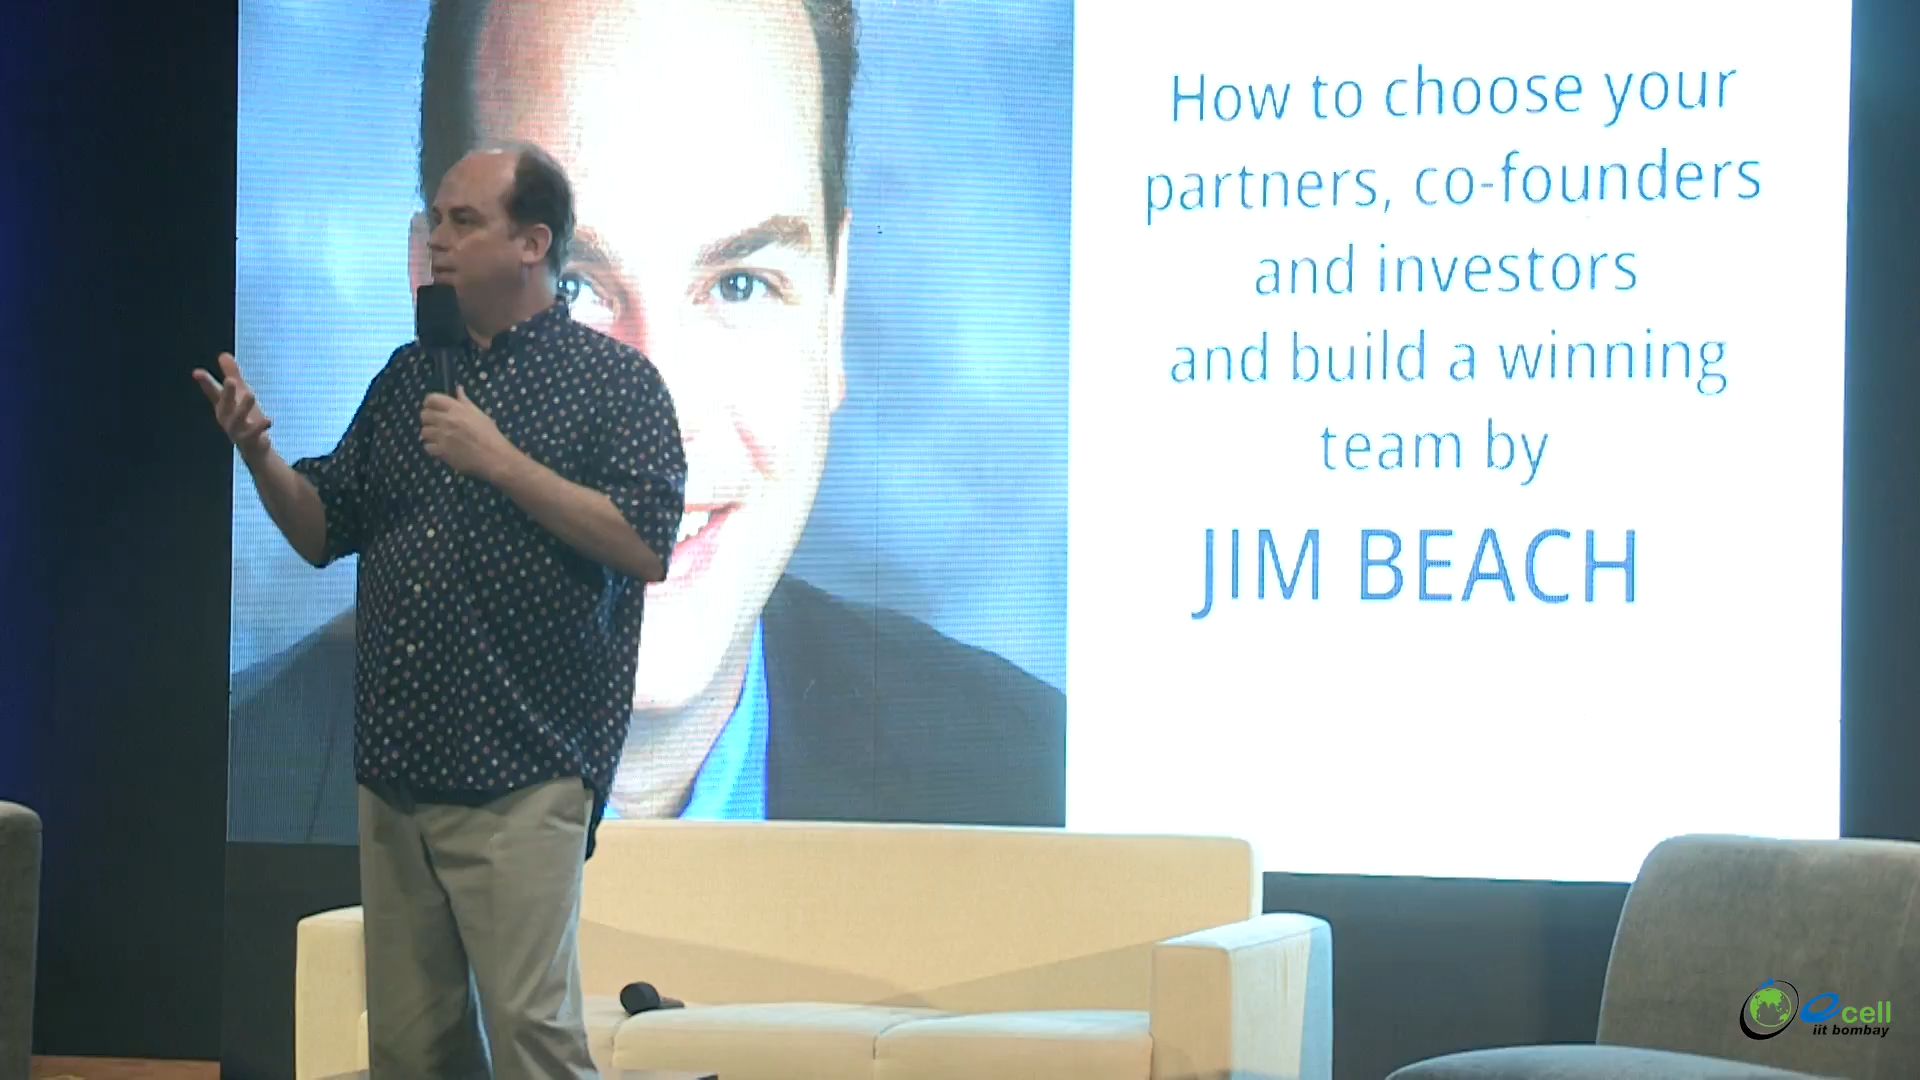 How to choose your
partners, co-founders
and investors
and build a winning
team by
JIM BEACH
e cell
iit bombay